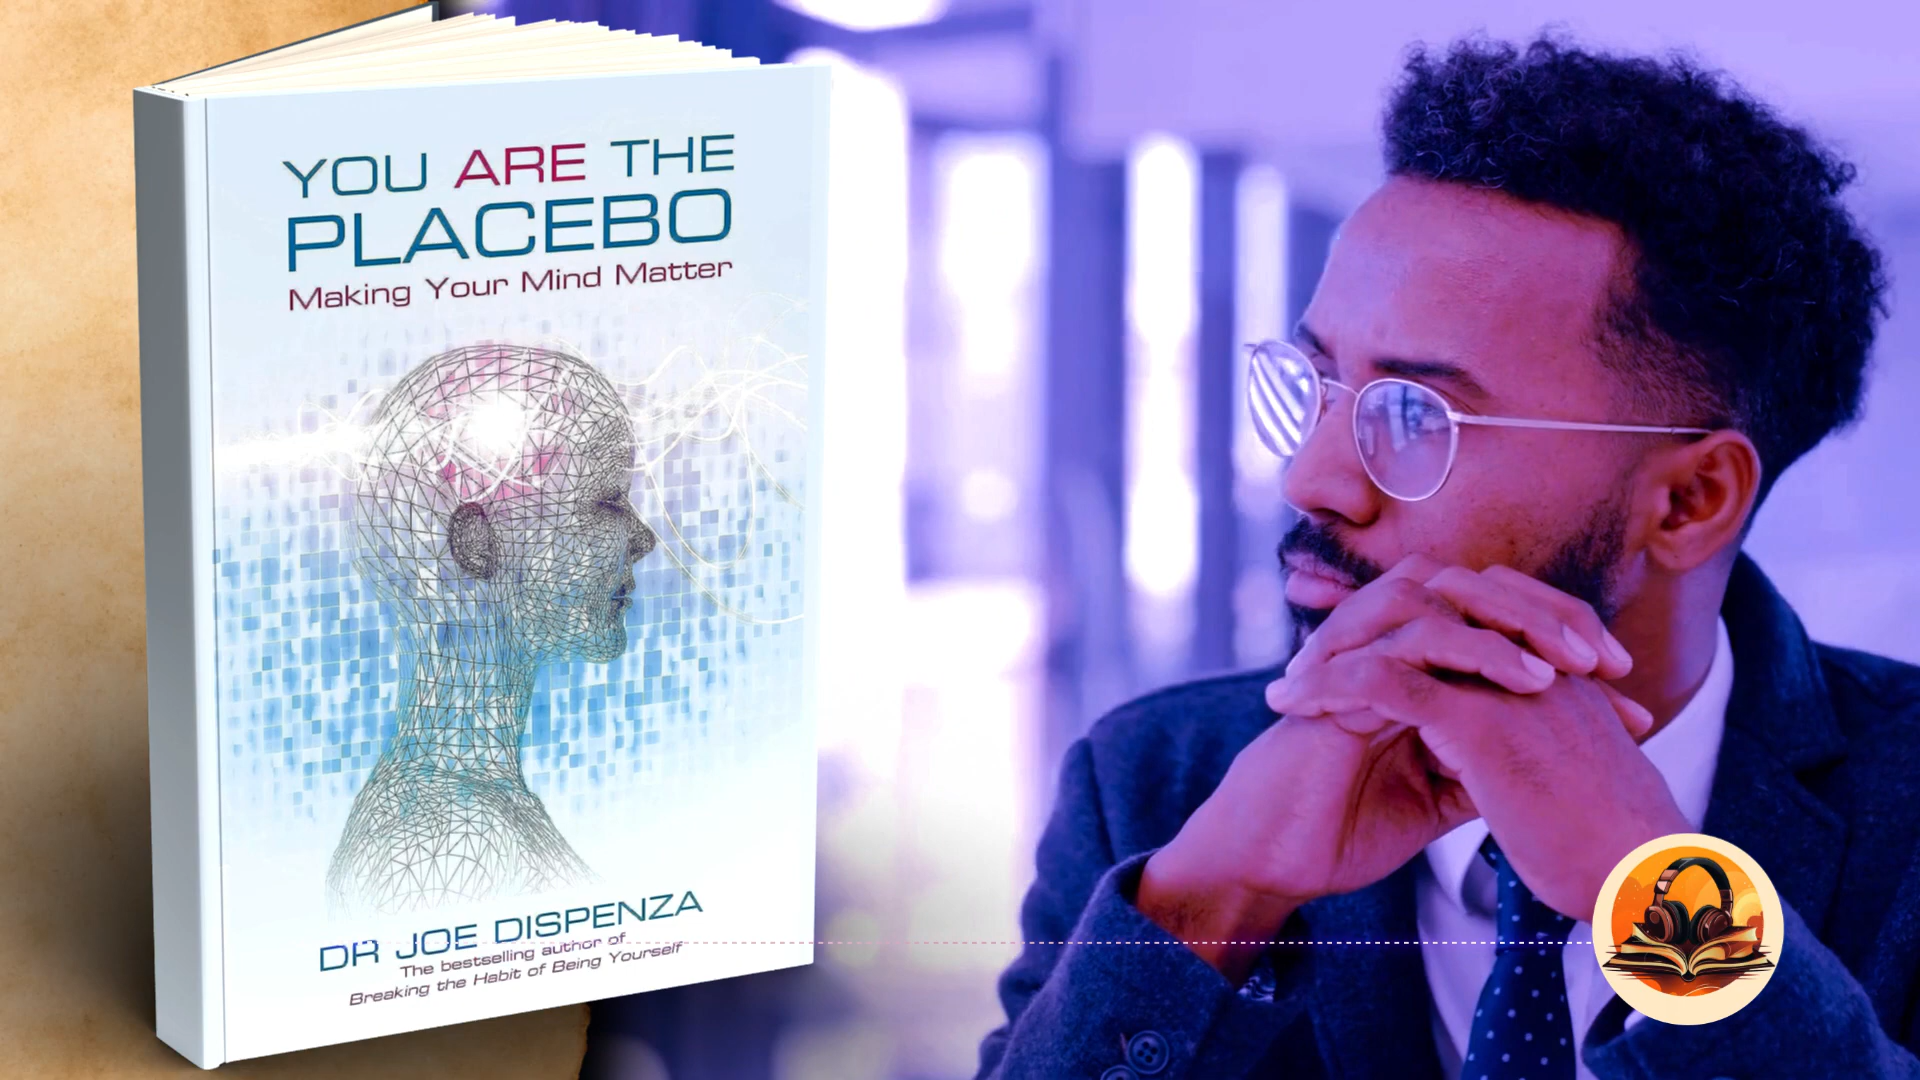 YOU ARE THE
PLACEBO
Making Your Mind Matter
DR JOE DISPENZA
The bestselling author of
Breaking the Habit of Being Yourself